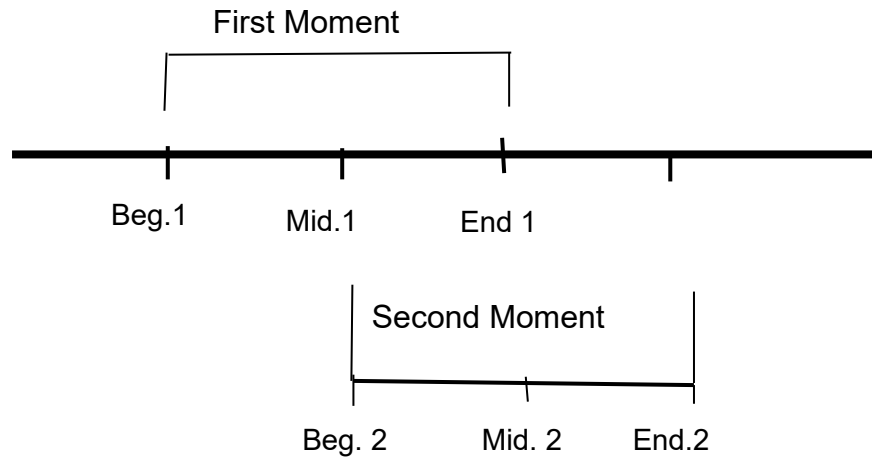 First Moment
Beg.1 Mid.1 End 1
Second Moment
Beg. 2 Mid. 2 End.2